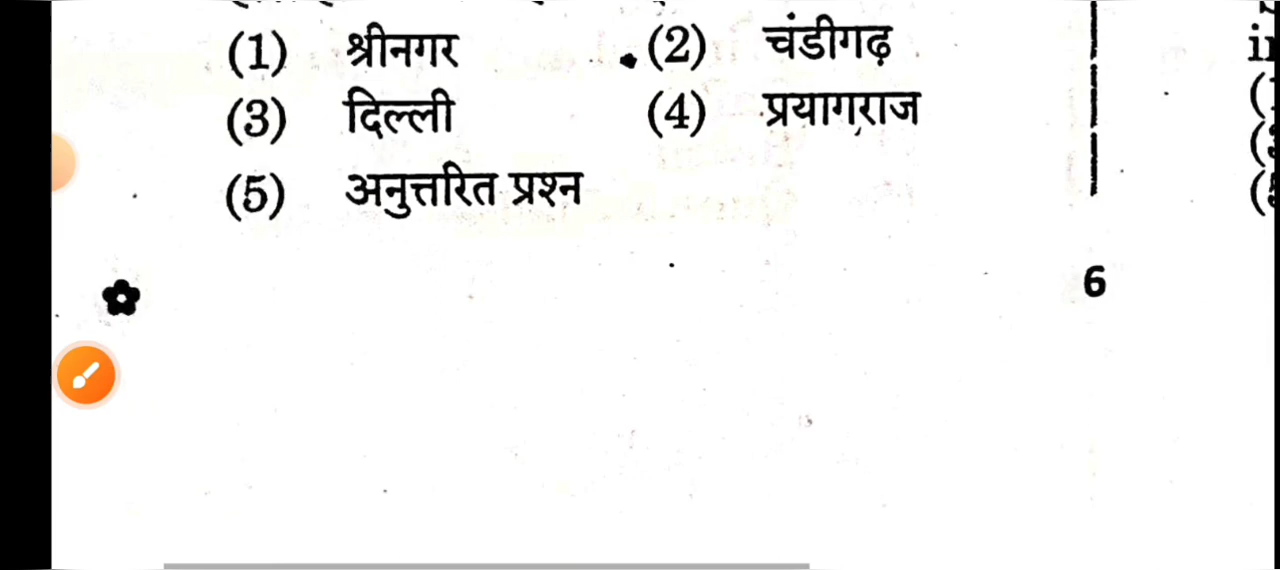 (1) श्रीनगर (2) चंडीगढ़
(3) दिल्ली (4) प्रयागराज
(5) अनुत्तरित प्रश्न
6